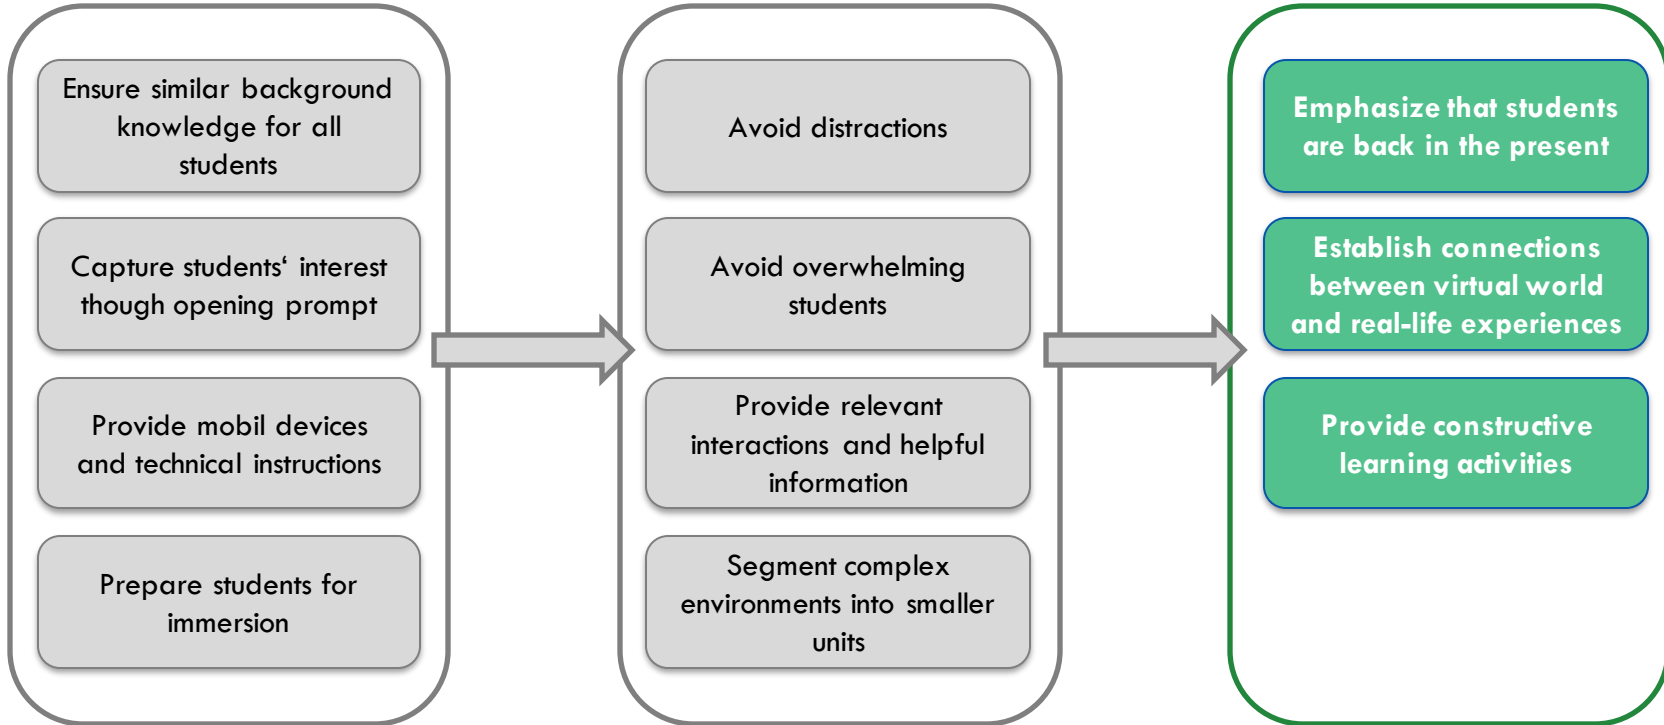 Ensure similar background
knowledge for all
students
Capture students‘ interest
though opening prompt
Provide mobil devices
and technical instructions
Prepare students for
immersion
Avoid distractions
Avoid overwhelming
students
Provide relevant
interactions and helpful
information
Segment complex
environments into smaller
units
Emphasize that students
are back in the present
Establish connections
between virtual world
and real-life experiences
Provide constructive
learning activities